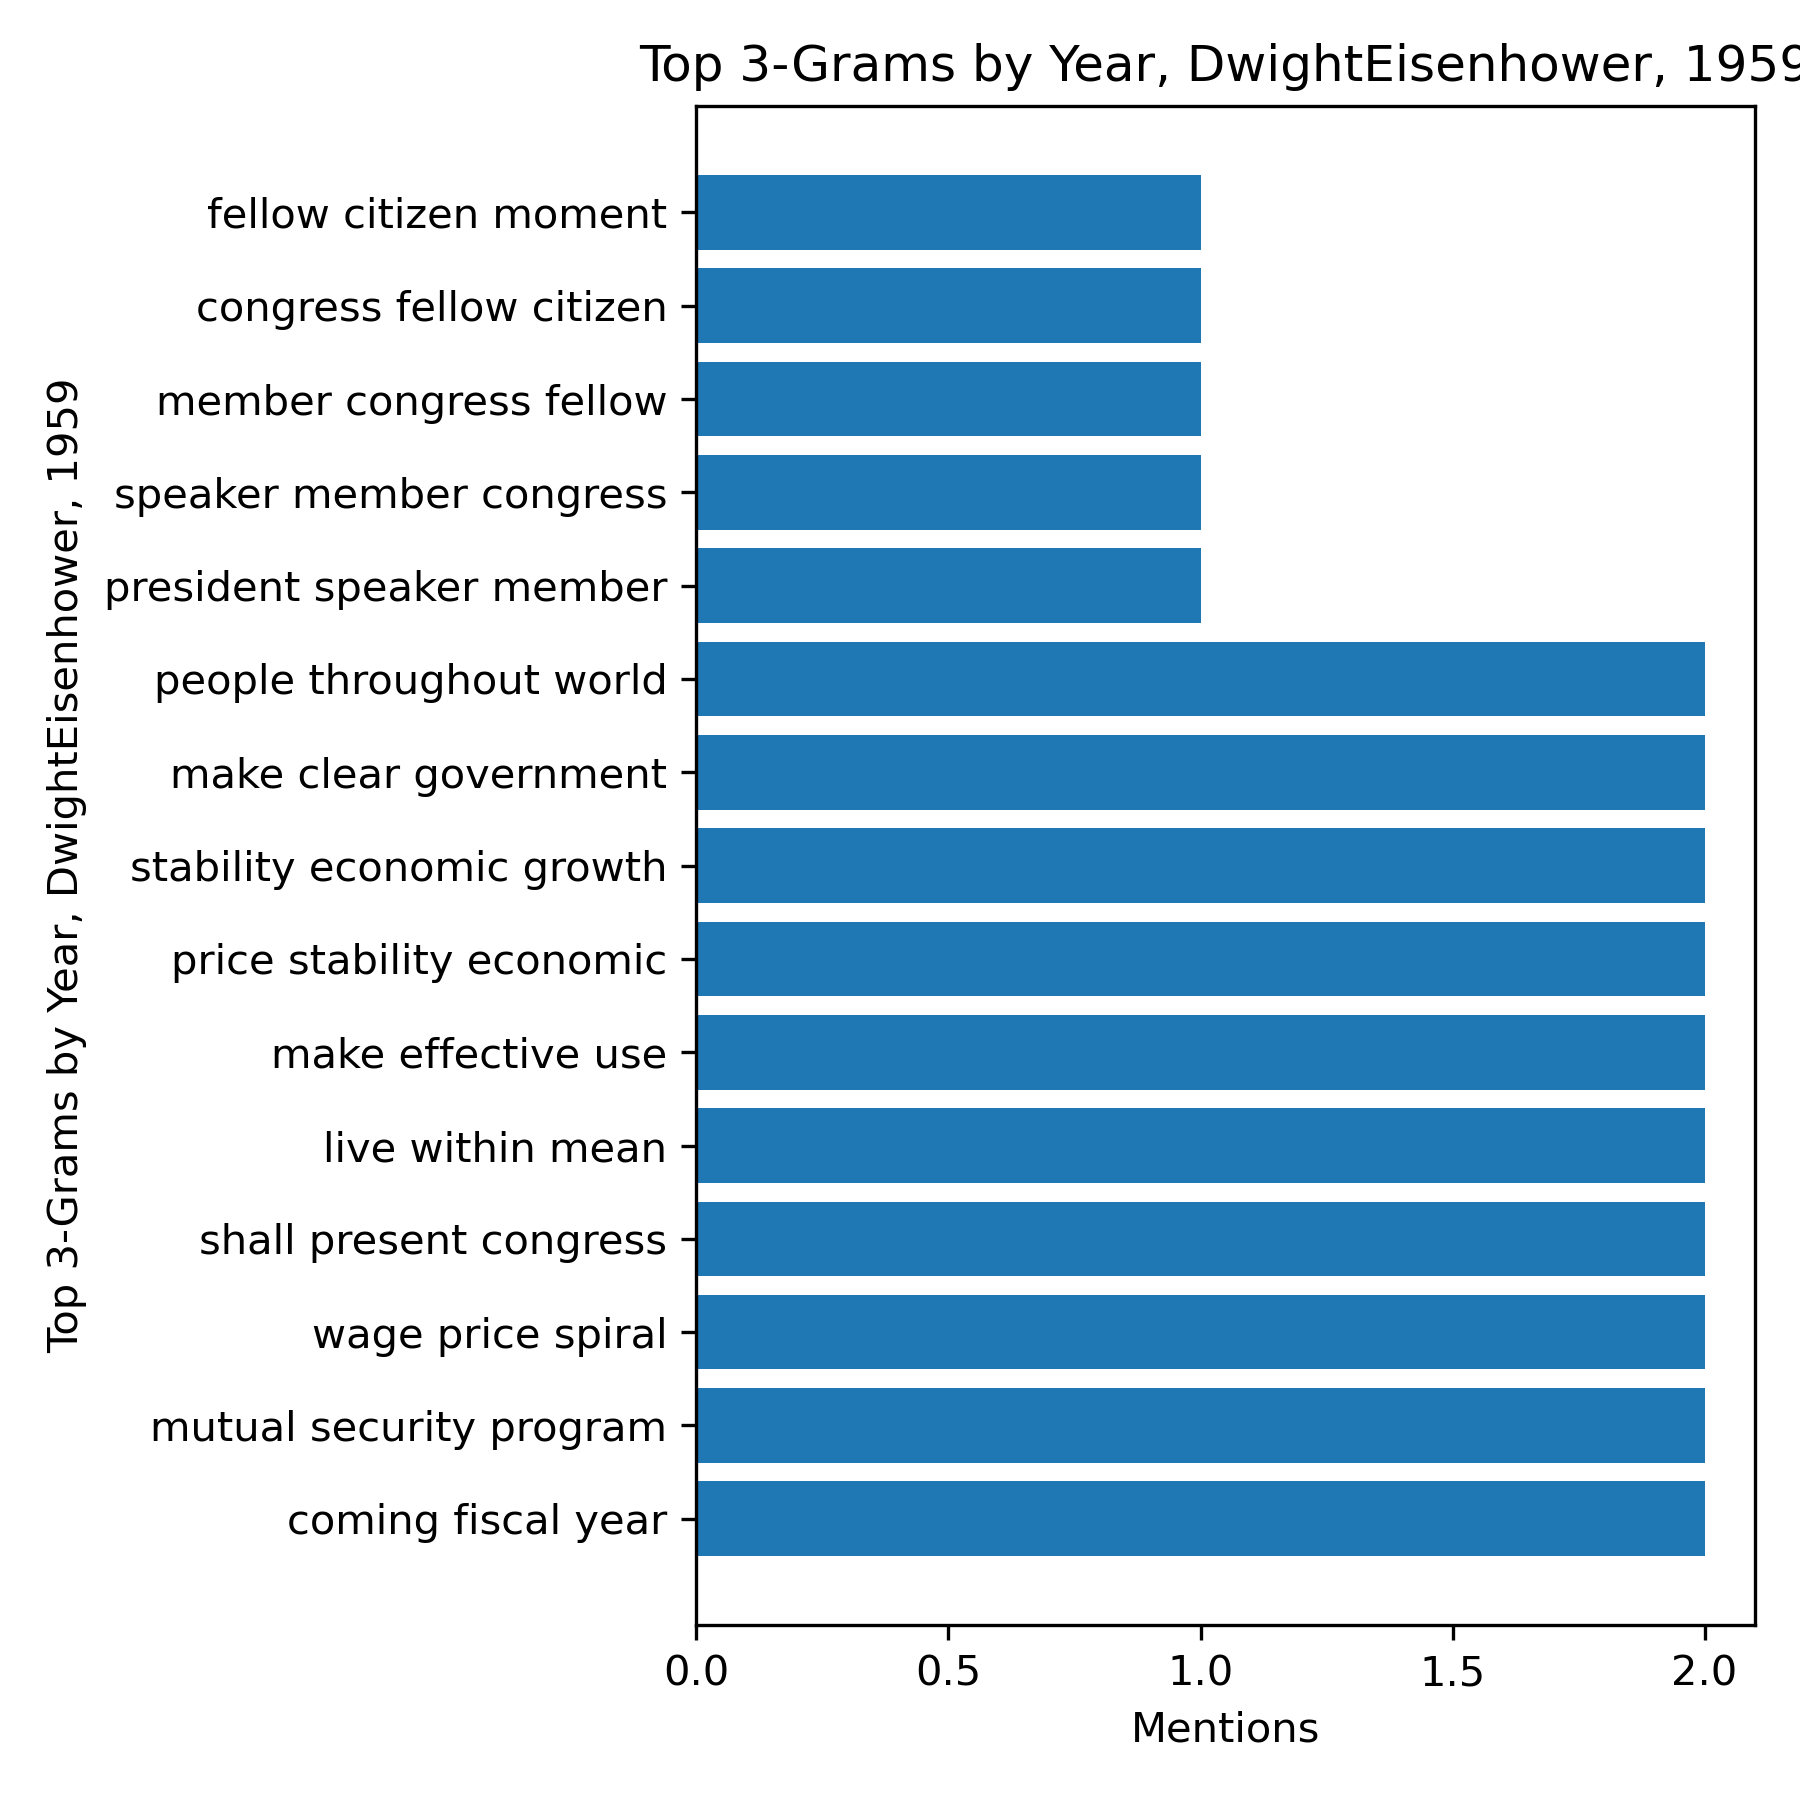 Top 3-Grams by Year, DwightEisenhower, 1959
Top 3-Grams by Year, DwightEisenhower, 1959
fellow citizen moment
congress fellow citizen
member congress fellow
speaker member congress
president speaker member
people throughout world
make clear government
stability economic growth
price stability economic
make effective use
live within mean
shall present congress
wage price spiral
mutual security program
coming fiscal year
0.0 0.5 1.0 1.5 2.0
Mentions